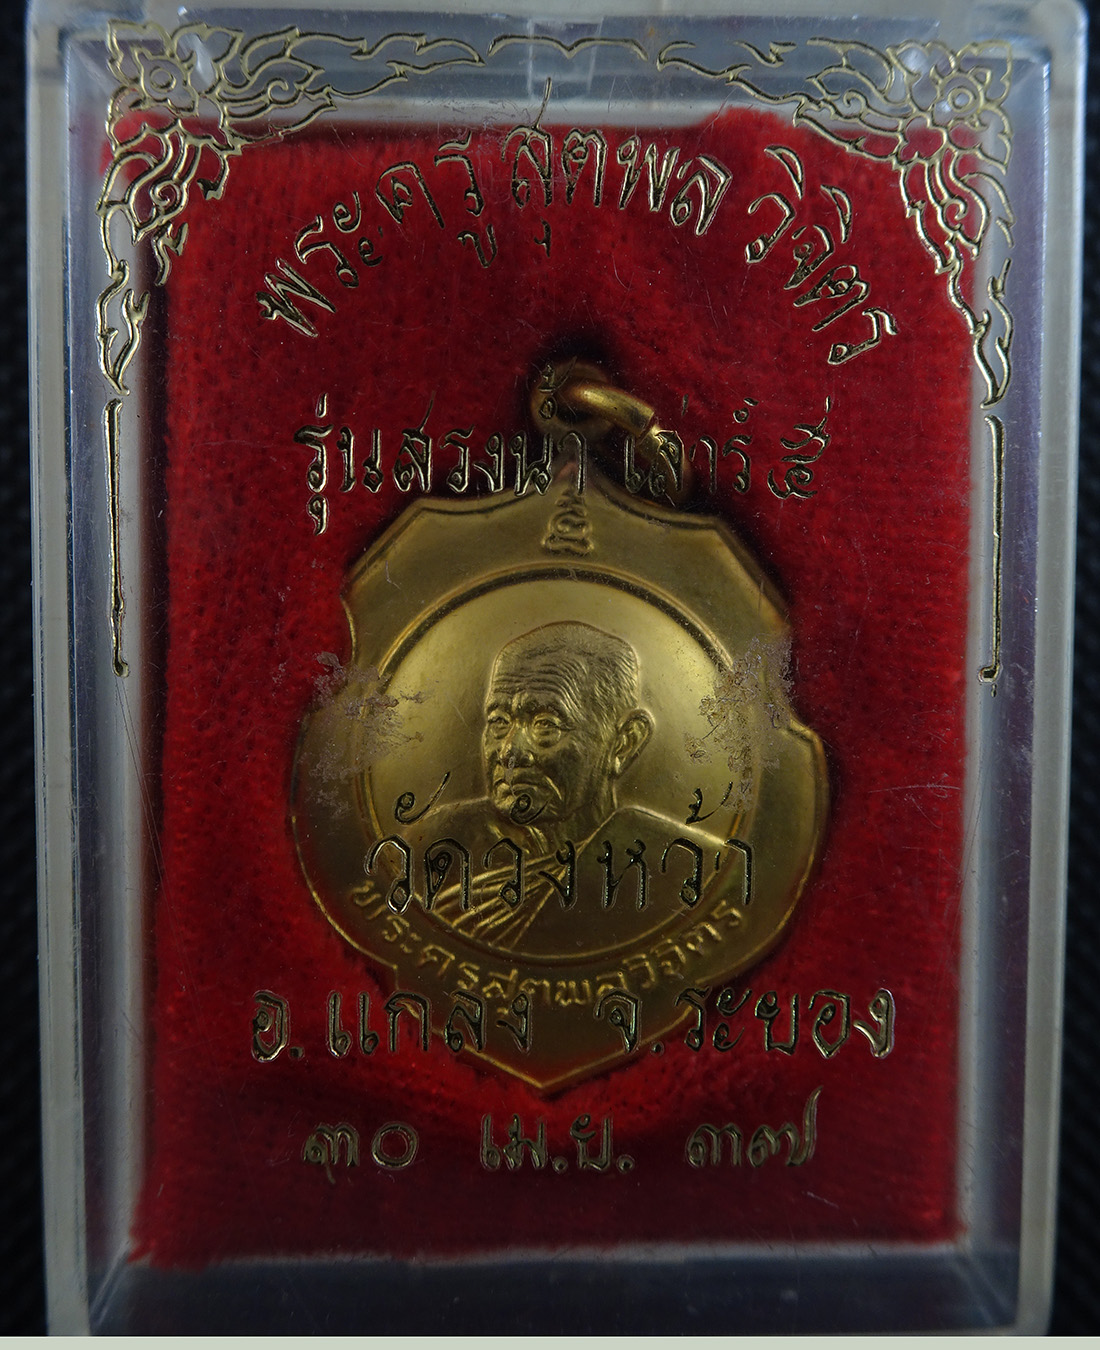 พระครูสุตพลวิจิตร
รุ่นสรงน้ำ เสาร์ ๕
วัดวังหว้า
พระครูสุตพลวิจิตร
อ.แกลง จ.ระยอง
๓๐ เม.ย. ๓๗